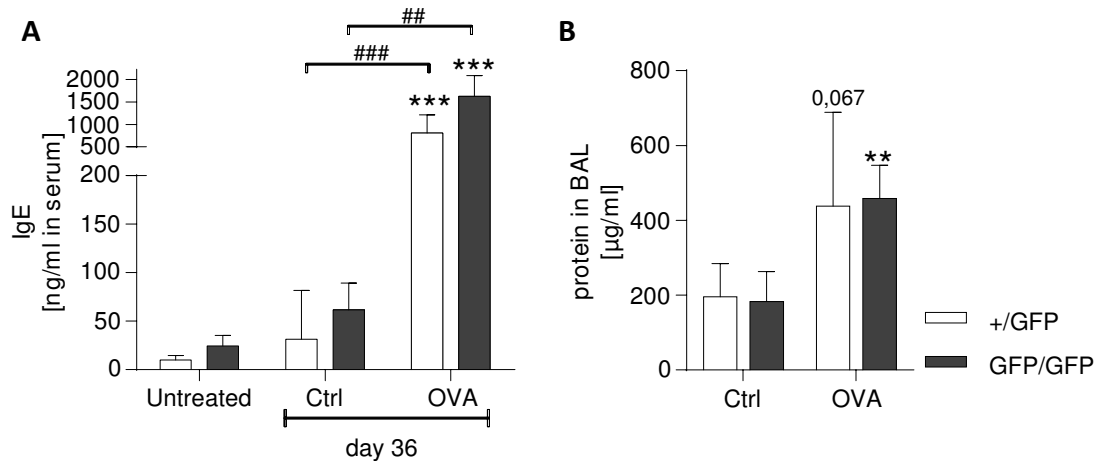 A
##
###
***
***
2000
1500
1000
500
200
150
100
50
0
IgE
[ng/ml in serum]
Untreated
Ctrl
OVA
day 36
B
800
600
400
200
0
protein in BAL
[µg/ml]
0,067
**
Ctrl
OVA
+/GFP
GFP/GFP